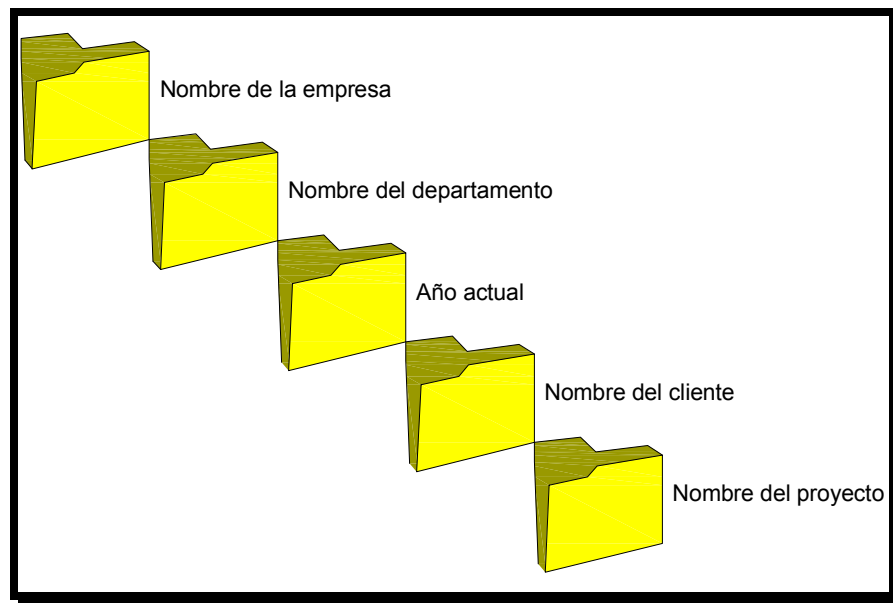 Nombre de la empresa
Nombre del departamento
Año actual
Nombre del cliente
Nombre del proyecto